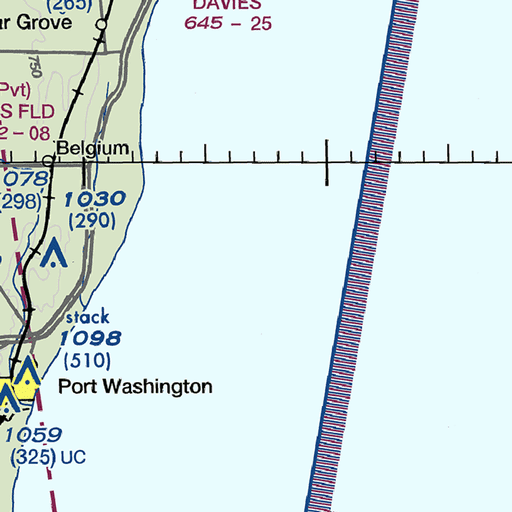 (265)
DAVIES
645 - 25
ar Grove
750
Pvt)
S FLD
2 - 08
Belgium
078
(298)
1030
(290)
stack
1098
(510)
Port Washington
1059
(325) UC